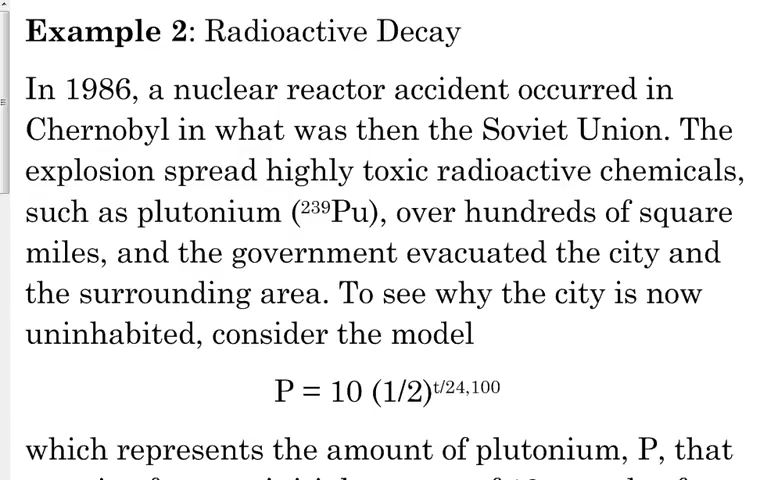 Example 2: Radioactive Decay
In 1986, a nuclear reactor accident occurred in
Chernobyl in what was then the Soviet Union. The
explosion spread highly toxic radioactive chemicals,
such as plutonium (²³⁹Pu), over hundreds of square
miles, and the government evacuated the city and
the surrounding area. To see why the city is now
uninhabited, consider the model
P = 10 (1/2)^t/24,100
which represents the amount of plutonium, P, that